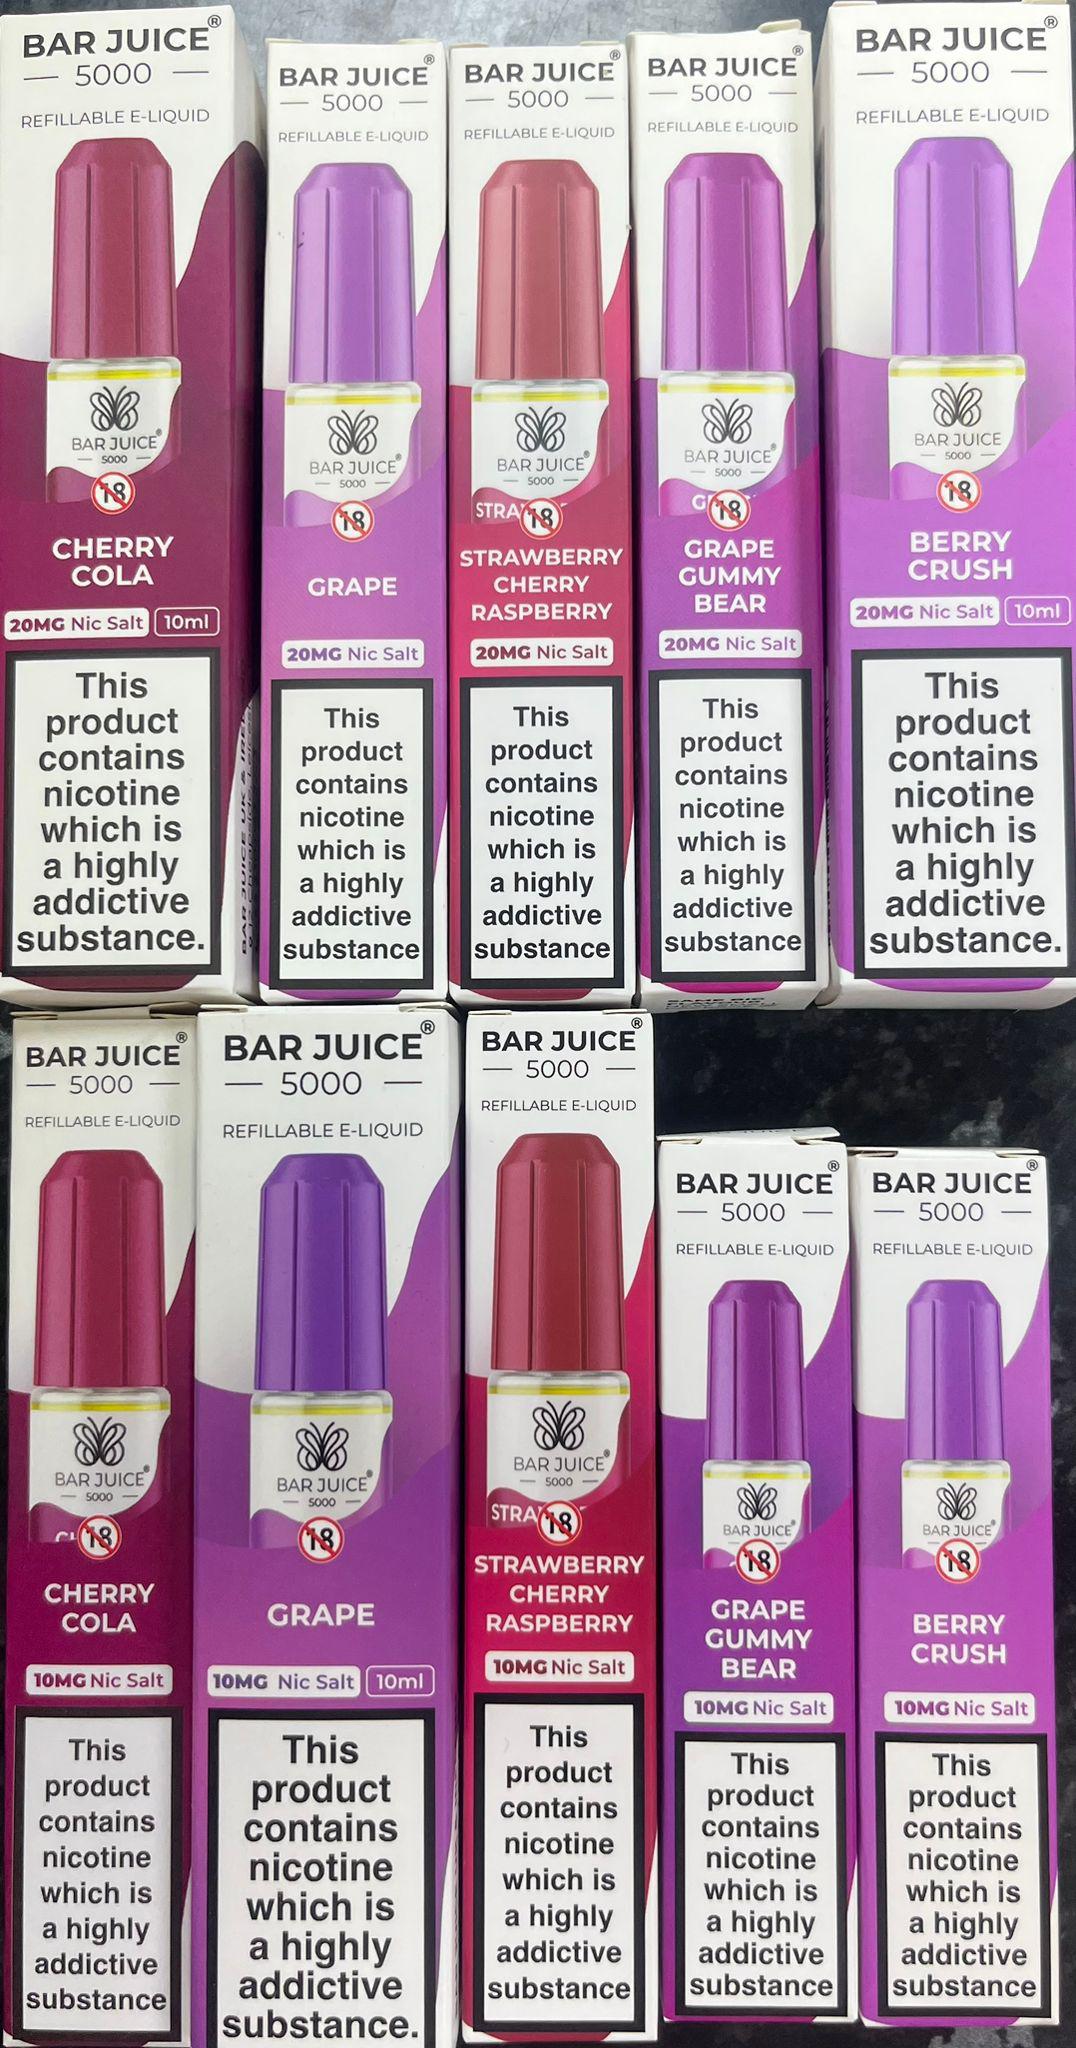 BAR JUICE®
5000
REFILLABLE E-LIQUID
BAR JUICE®
5000
18
CHERRY
COLA
20MG Nic Salt 10ml
This
product
contains
nicotine
which is
a highly
addictive
substance.
BAR JUICE®
5000
REFILLABLE E-LIQUID
BAR JUICE®
5000
18
GRAPE
20MG Nic Salt
This
product
contains
nicotine
which is
a highly
addictive
substance
BAR JUICE®
5000
REFILLABLE E-LIQUID
BAR JUICE®
5000
STRA
18
STRAWBERRY
CHERRY
RASPBERRY
20MG Nic Salt
This
product
contains
nicotine
which is
a highly
addictive
substance
BAR JUICE®
5000
REFILLABLE E-LIQUID
BAR JUICE®
5000
18
GRAPE
GUMMY
BEAR
20MG Nic Salt
This
product
contains
nicotine
which is
a highly
addictive
substance
BAR JUICE®
5000
REFILLABLE E-LIQUID
BAR JUICE
5000
18
BERRY
CRUSH
20MG Nic Salt 10ml
This
product
contains
nicotine
which is
a highly
addictive
substance.
BAR JUICE®
5000
REFILLABLE E-LIQUID
BAR JUICE®
5000
18
CHERRY
COLA
10MG Nic Salt
This
product
contains
nicotine
which is
a highly
addictive
substance
BAR JUICE®
5000
REFILLABLE E-LIQUID
BAR JUICE®
5000
18
GRAPE
10MG Nic Salt 10ml
This
product
contains
nicotine
which is
a highly
addictive
substance.
BAR JUICE®
5000
REFILLABLE E-LIQUID
BAR JUICE®
5000
STRA
18
STRAWBERRY
CHERRY
RASPBERRY
10MG Nic Salt
This
product
contains
nicotine
which is
a highly
addictive
substance
BAR JUICE®
5000
REFILLABLE E-LIQUID
BAR JUICE®
5000
18
GRAPE
GUMMY
BEAR
10MG Nic Salt
This
product
contains
nicotine
which is
a highly
addictive
substance
BAR JUICE®
5000
REFILLABLE E-LIQUID
BAR JUICE®
5000
18
BERRY
CRUSH
10MG Nic Salt
This
product
contains
nicotine
which is
a highly
addictive
substance